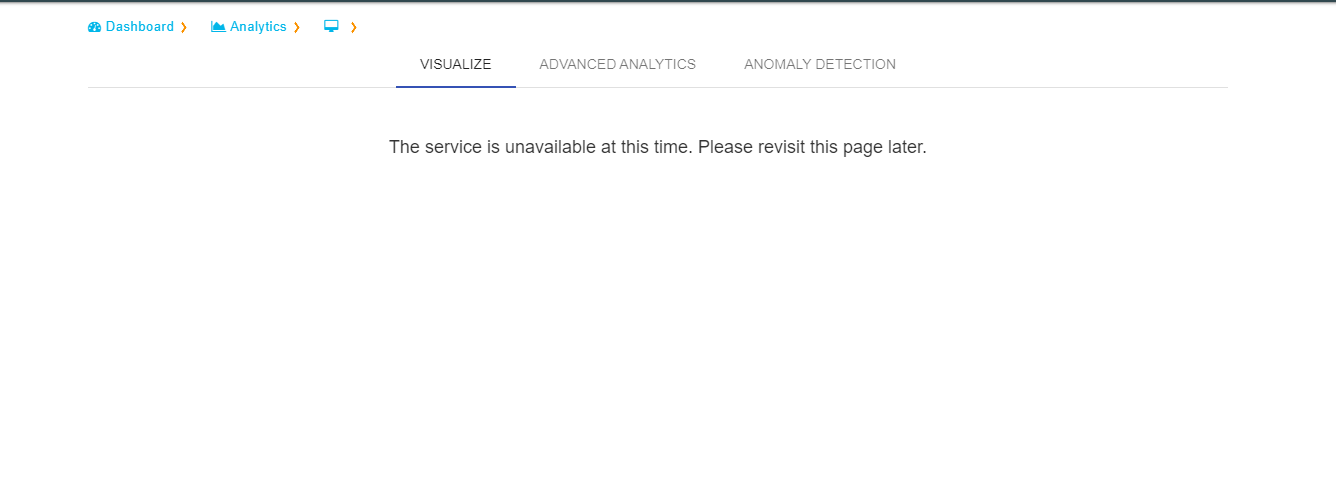 Dashboard Analytics
VISUALIZE ADVANCED ANALYTICS ANOMALY DETECTION
The service is unavailable at this time. Please revisit this page later.